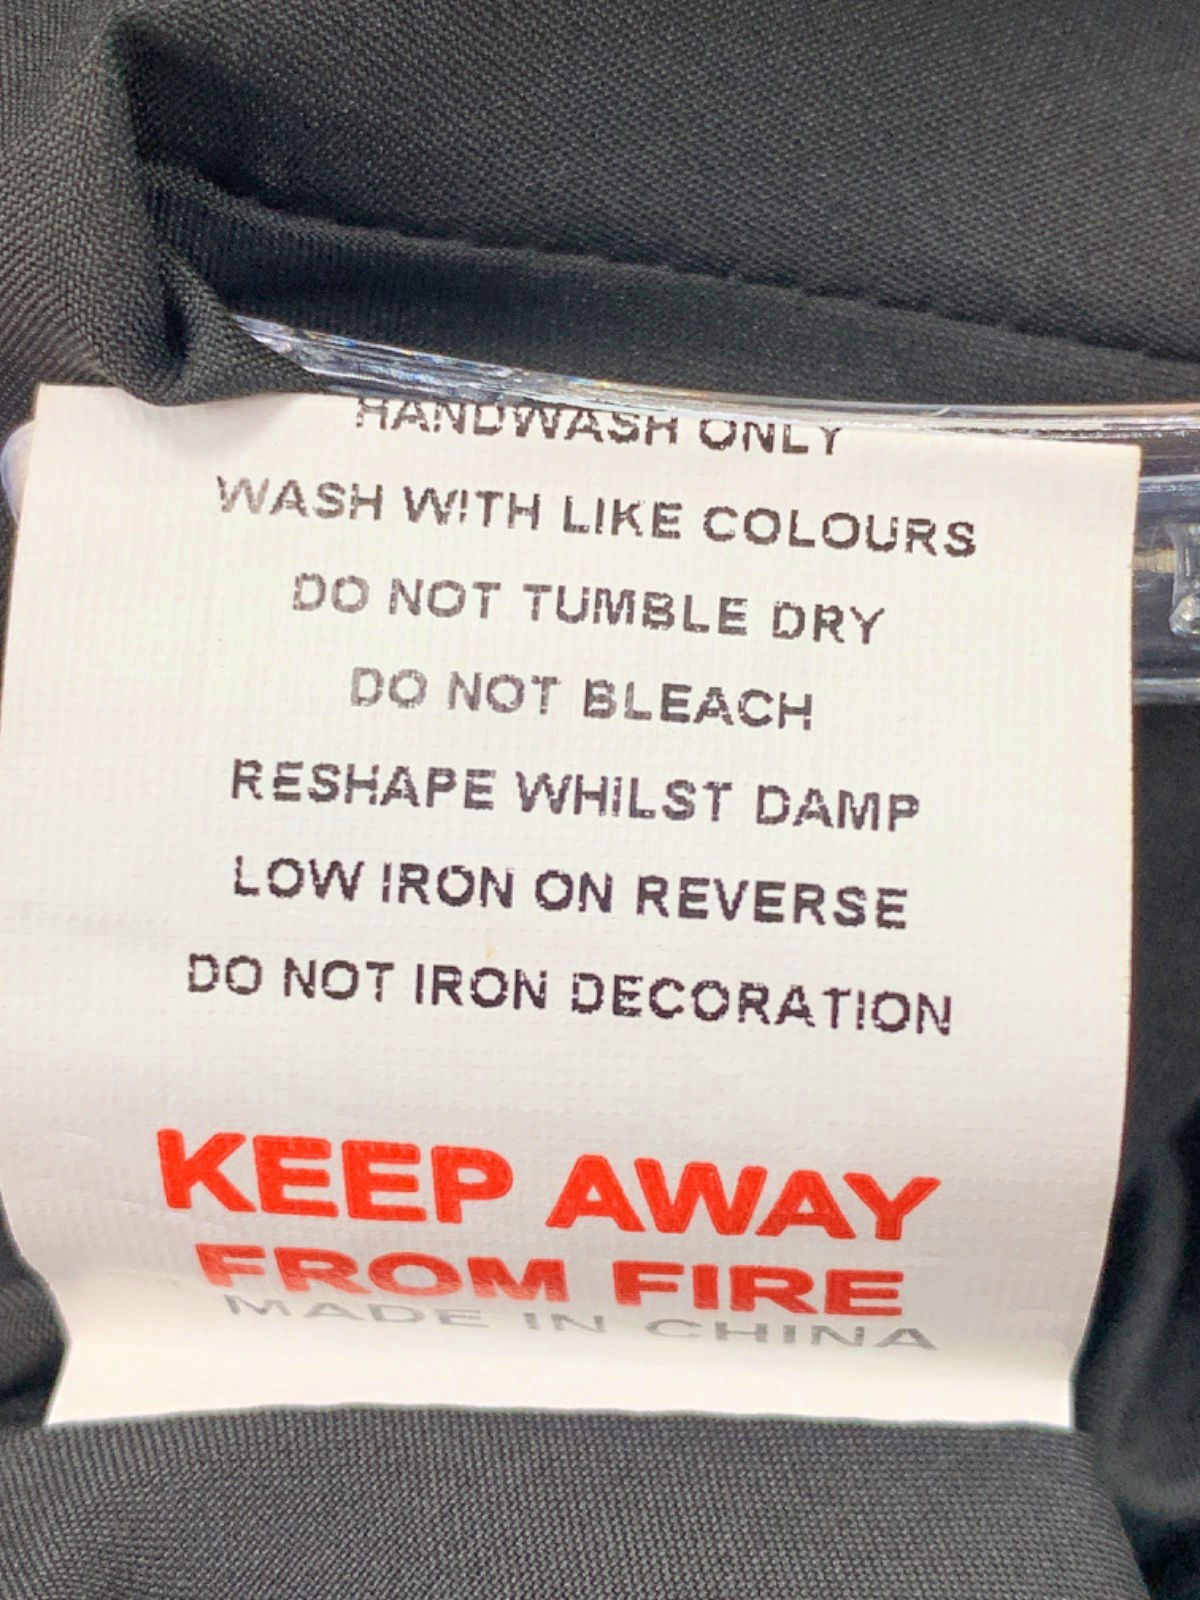 HANDWASH ONLY
WASH WITH LIKE COLOURS
DO NOT TUMBLE DRY
DO NOT BLEACH
RESHAPE WHILST DAMP
LOW IRON ON REVERSE
DO NOT IRON DECORATION
KEEP AWAY
FROM FIRE
MADE IN CHINA